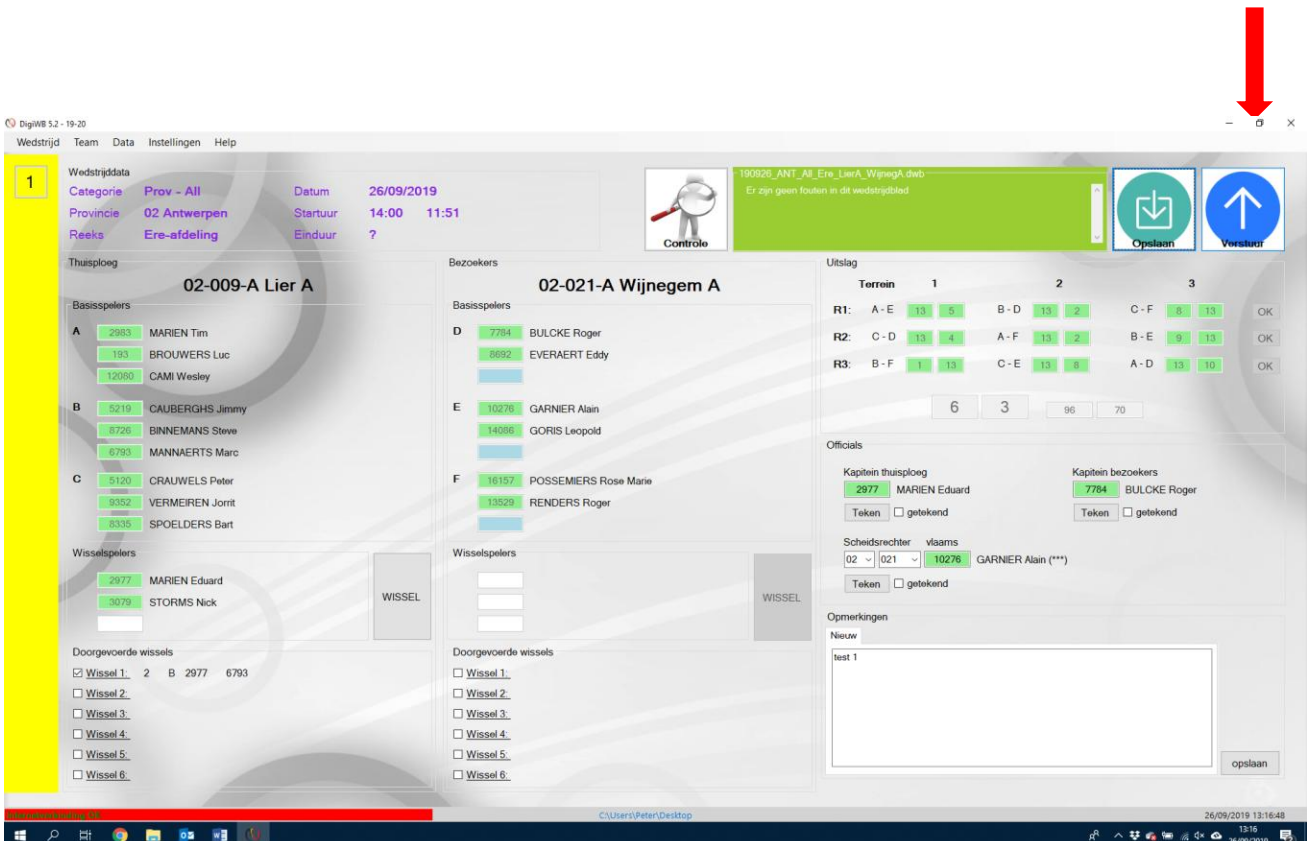 DigiWB 5.2 - 19-20
Wedstrijd Team Data Instellingen Help
1
Wedstrijddata
Categorie Prov - All Datum 26/09/2019
Provincie 02 Antwerpen Startuur 14:00 11:51
Reeks Ere-afdeling Einduur ?
Controle
190926_ANT_All_Ere_LierA_WijnegA.dwb
Er zijn geen fouten in dit wedstrijdblad
Opslaan
Verstuur
Thuisploeg
02-009-A Lier A
Basisspelers
A 2983 MARIEN Tim
193 BROUWERS Luc
12060 CAMI Wesley
B 5219 CAUBERGHS Jimmy
8726 BINNEMANS Steve
6793 MANNAERTS Marc
C 5120 CRAUWELS Peter
9352 VERMEIREN Jorrit
8335 SPOELDERS Bart
Wisselspelers
2977 MARIEN Eduard
3079 STORMS Nick
WISSEL
Doorgevoerde wissels
Wissel 1: 2 B 2977 6793
Wissel 2:
Wissel 3:
Wissel 4:
Wissel 5:
Wissel 6:
Bezoekers
02-021-A Wijnegem A
Basisspelers
D 7784 BULCKE Roger
8692 EVERAERT Eddy
E 10276 GARNIER Alain
14086 GORIS Leopold
F 16157 POSSEMIERS Rose Marie
13529 RENDERS Roger
Wisselspelers
WISSEL
Doorgevoerde wissels
Wissel 1:
Wissel 2:
Wissel 3:
Wissel 4:
Wissel 5:
Wissel 6:
Uitslag
Terrein 1 2 3
R1: A - E 13 5 B - D 13 2 C - F 8 13 OK
R2: C - D 13 4 A - F 13 2 B - E 9 13 OK
R3: B - F 1 13 C - E 13 8 A - D 13 10 OK
6 3 96 70
Officials
Kapitein thuisploeg
2977 MARIEN Eduard
Teken getekend
Kapitein bezoekers
7784 BULCKE Roger
Teken getekend
Scheidsrechter vlaams
02 021 10276 GARNIER Alain (***)
Teken getekend
Opmerkingen
Nieuw
test 1
opslaan
C:\Users\Peter\Desktop
26/09/2019 13:16:48
13:16
26/09/2019